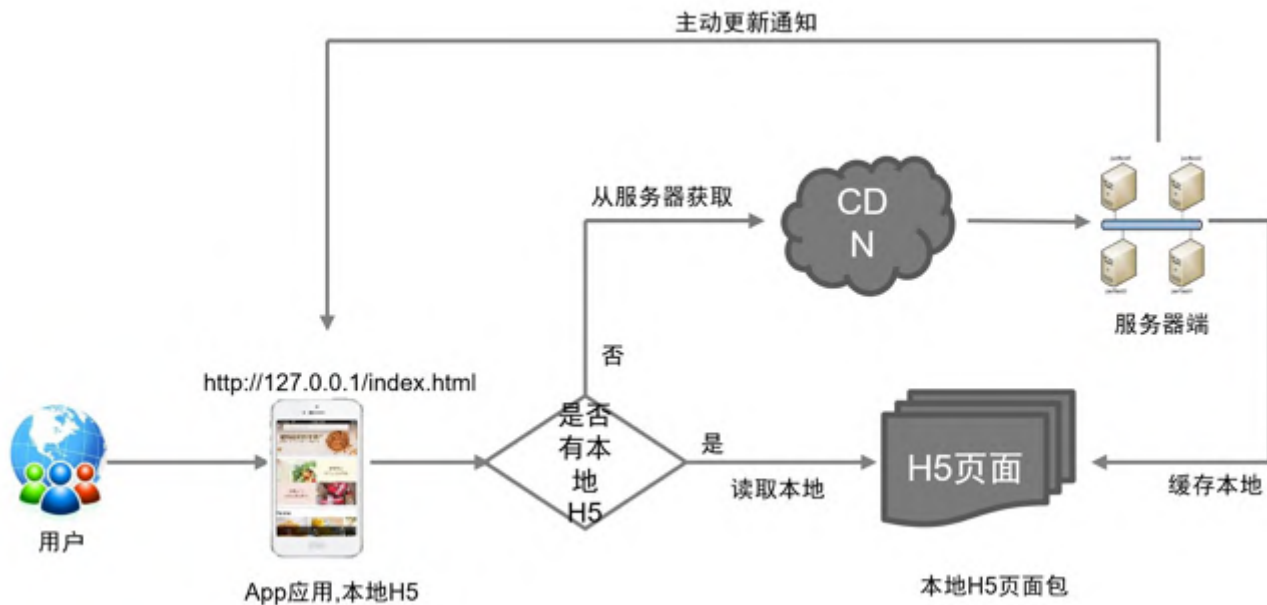 主动更新通知
从服务器获取
CD
N
服务器端
否
http://127.0.0.1/index.html
是否
有本
地
H5
是
读取本地
H5页面
缓存本地
用户
App应用,本地H5
本地H5页面包